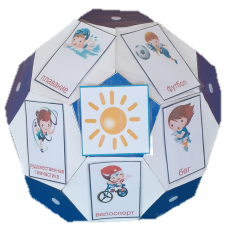 плавание
футбол
художественная
гимнастика
бег
велоспорт